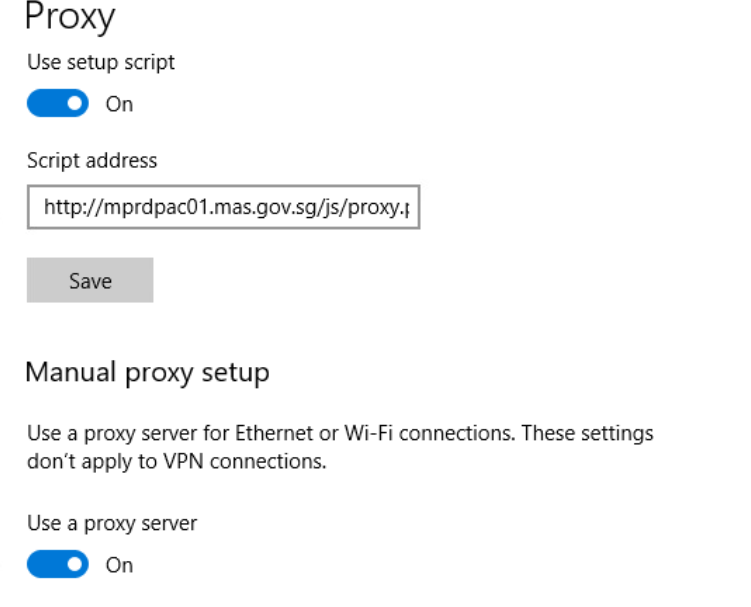 Proxy
Use setup script
On
Script address
http://mprdpac01.mas.gov.sg/js/proxy.p
Save
Manual proxy setup
Use a proxy server for Ethernet or Wi-Fi connections. These settings
don't apply to VPN connections.
Use a proxy server
On